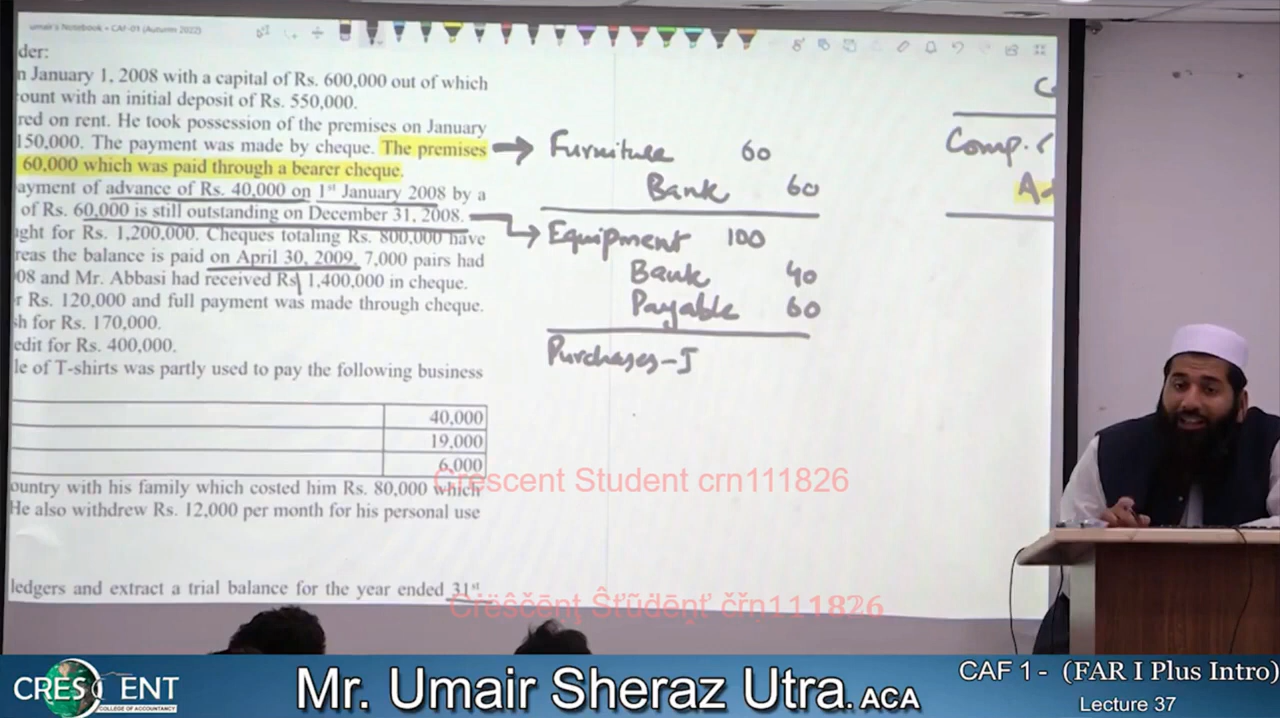 umair's Notebook • CAF-01 (Autumn 2022)
der:
n January 1, 2008 with a capital of Rs. 600,000 out of which
ount with an initial deposit of Rs. 550,000.
red on rent. He took possession of the premises on January
150,000. The payment was made by cheque. The premises
60,000 which was paid through a bearer cheque.
ayment of advance of Rs. 40,000 on 1st January 2008 by a
of Rs. 60,000 is still outstanding on December 31, 2008.
ght for Rs. 1,200,000. Cheques totaling Rs. 800,000 have
reas the balance is paid on April 30, 2009. 7,000 pairs had
08 and Mr. Abbasi had received Rs 1,400,000 in cheque.
r Rs. 120,000 and full payment was made through cheque.
sh for Rs. 170,000.
edit for Rs. 400,000.
le of T-shirts was partly used to pay the following business
40,000
19,000
6,000
ountry with his family which costed him Rs. 80,000 which
He also withdrew Rs. 12,000 per month for his personal use
ledgers and extract a trial balance for the year ended 31st
Furniture 60
Bank 60
Equipment 100
Bank 40
Payable 60
Purchases-J
Comp.
Ad
Crescent Student crn111826
Čřëŝčēņţ Šťũďēņť čřņ111826
CRESCENT
COLLEGE OF ACCOUNTANCY
Mr. Umair Sheraz Utra. ACA
CAF 1 - (FAR I Plus Intro)
Lecture 37